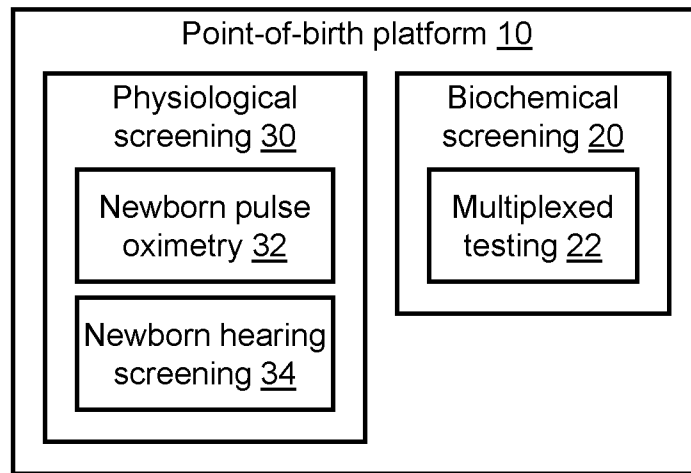 Point-of-birth platform 10
Physiological
screening 30
Newborn pulse
oximetry 32
Newborn hearing
screening 34
Biochemical
screening 20
Multiplexed
testing 22